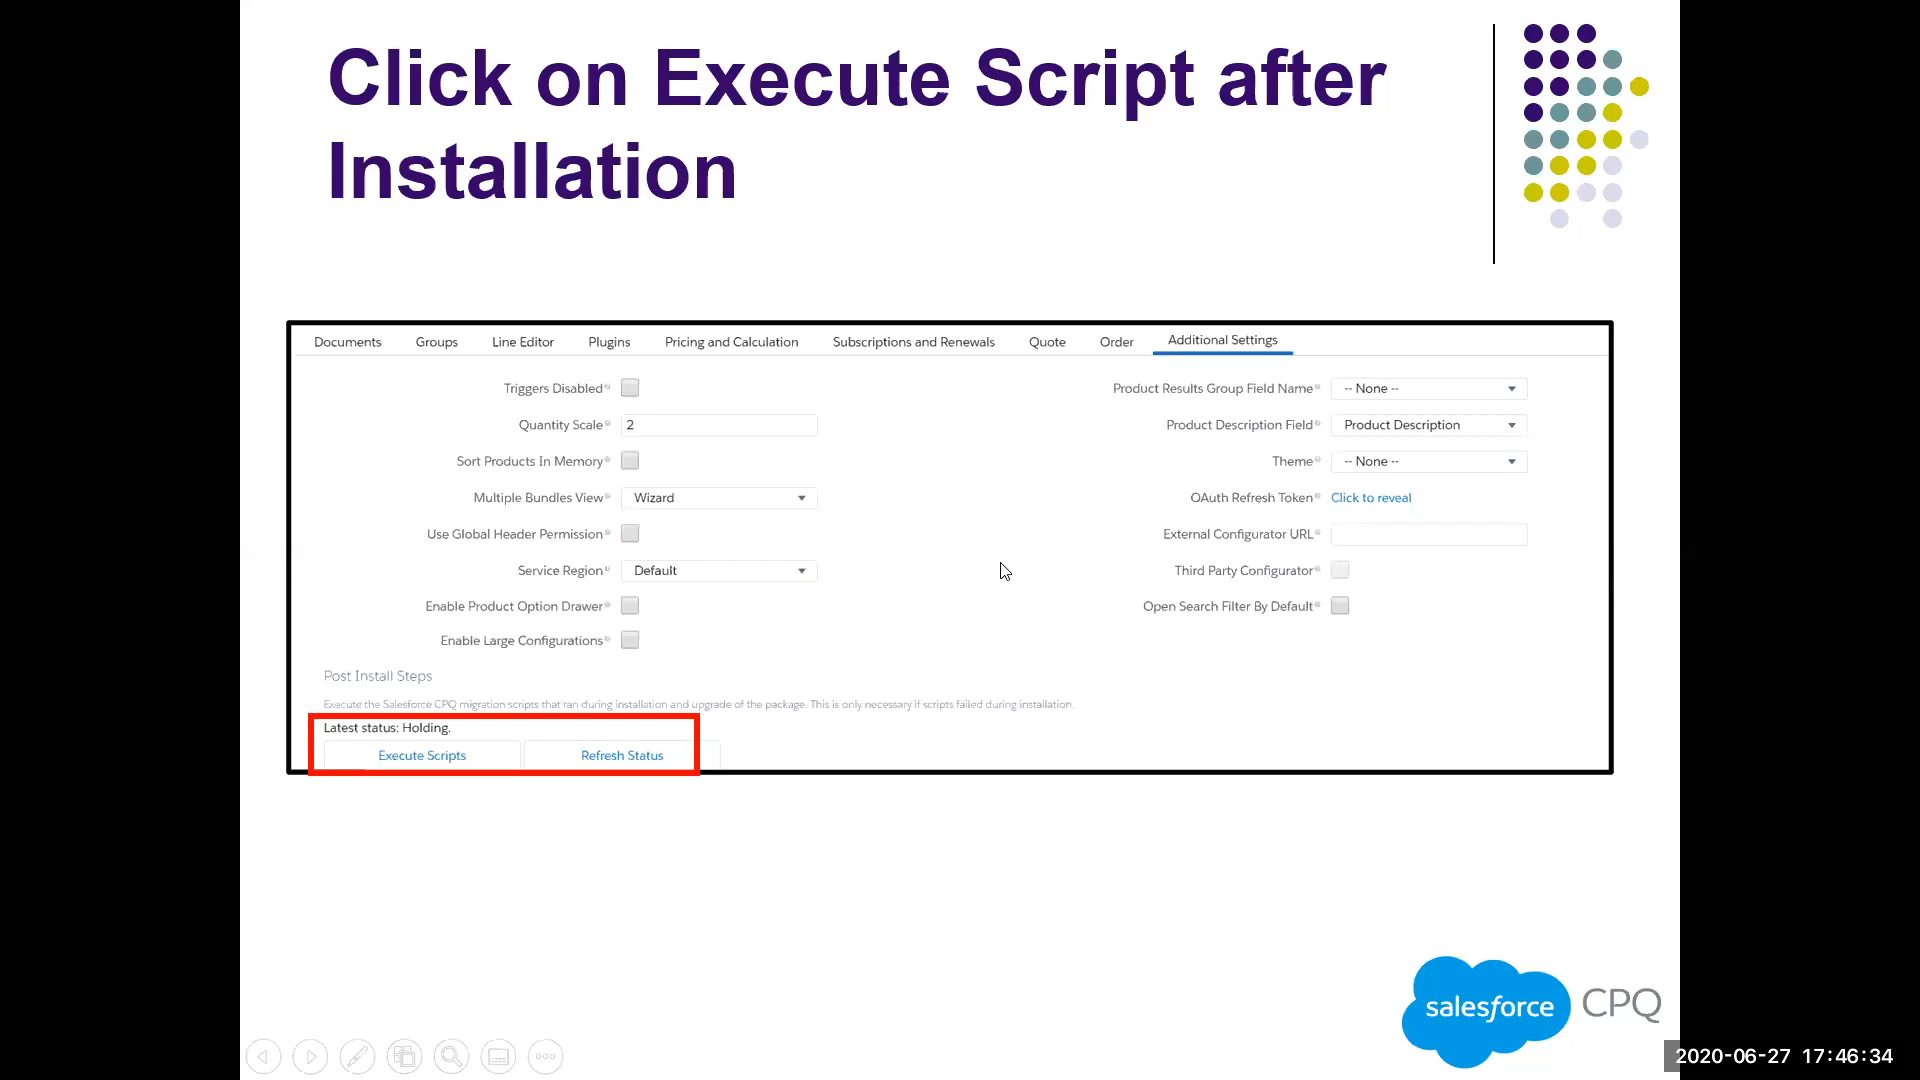 Click on Execute Script after
Installation
Documents Groups Line Editor Plugins Pricing and Calculation Subscriptions and Renewals Quote Order Additional Settings
Triggers Disabled
Quantity Scale 2
Sort Products In Memory
Multiple Bundles View Wizard
Use Global Header Permission
Service Region Default
Enable Product Option Drawer
Enable Large Configurations
Product Results Group Field Name -- None --
Product Description Field Product Description
Theme -- None --
OAuth Refresh Token Click to reveal
External Configurator URL
Third Party Configurator
Open Search Filter By Default
Post Install Steps
Execute the Salesforce CPQ migration scripts that ran during installation and upgrade of the package. This is only necessary if scripts failed during installation.
Latest status: Holding.
Execute Scripts Refresh Status
salesforce CPQ
2020-06-27 17:46:34